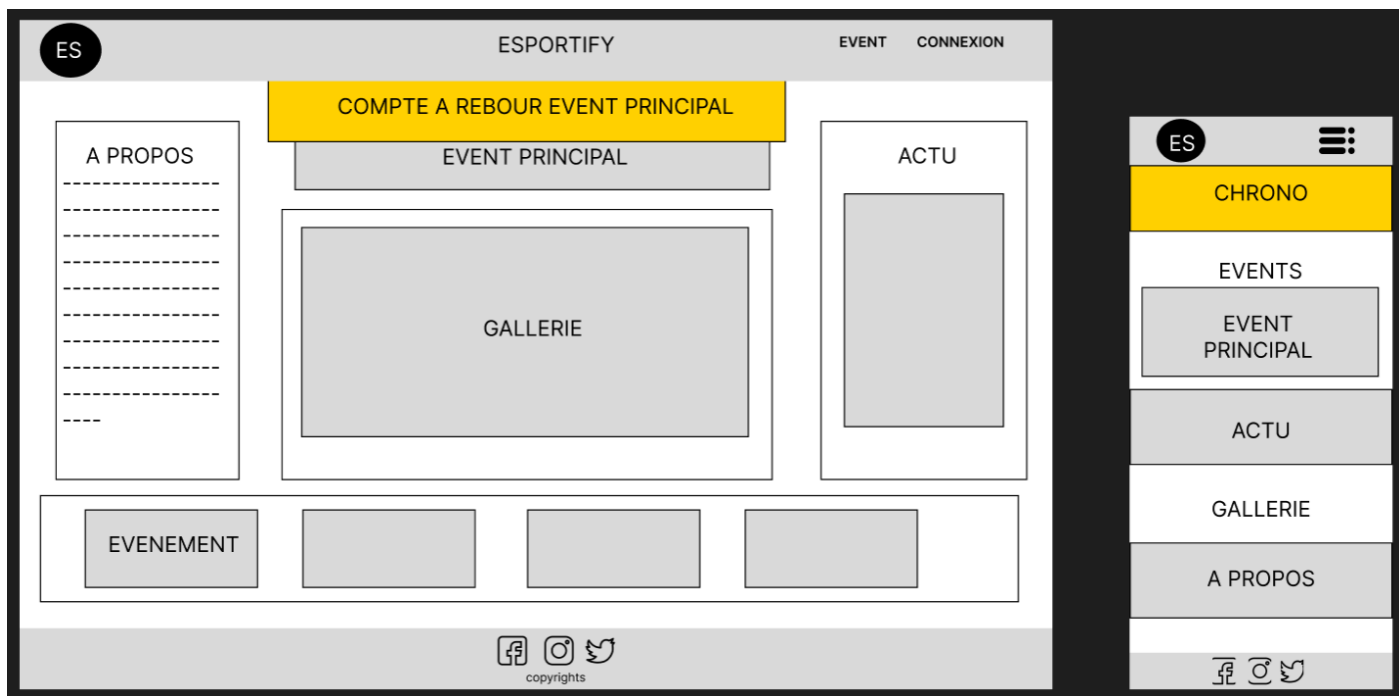 ES
ESPORTIFY
EVENT
CONNEXION
COMPTE A REBOUR EVENT PRINCIPAL
EVENT PRINCIPAL
A PROPOS
ACTU
GALLERIE
EVENEMENT
copyrights
ES
CHRONO
EVENTS
EVENT
PRINCIPAL
ACTU
GALLERIE
A PROPOS